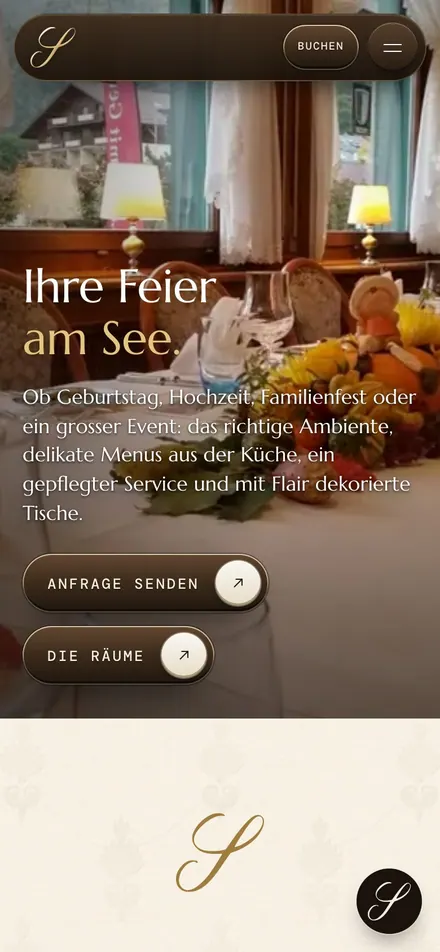 S
BUCHEN
Ihre Feier
am See.
Ob Geburtstag, Hochzeit, Familienfest oder
ein grosser Event: das richtige Ambiente,
delikate Menus aus der Küche, ein
gepflegter Service und mit Flair dekorierte
Tische.
ANFRAGE SENDEN
DIE RÄUME
S
S